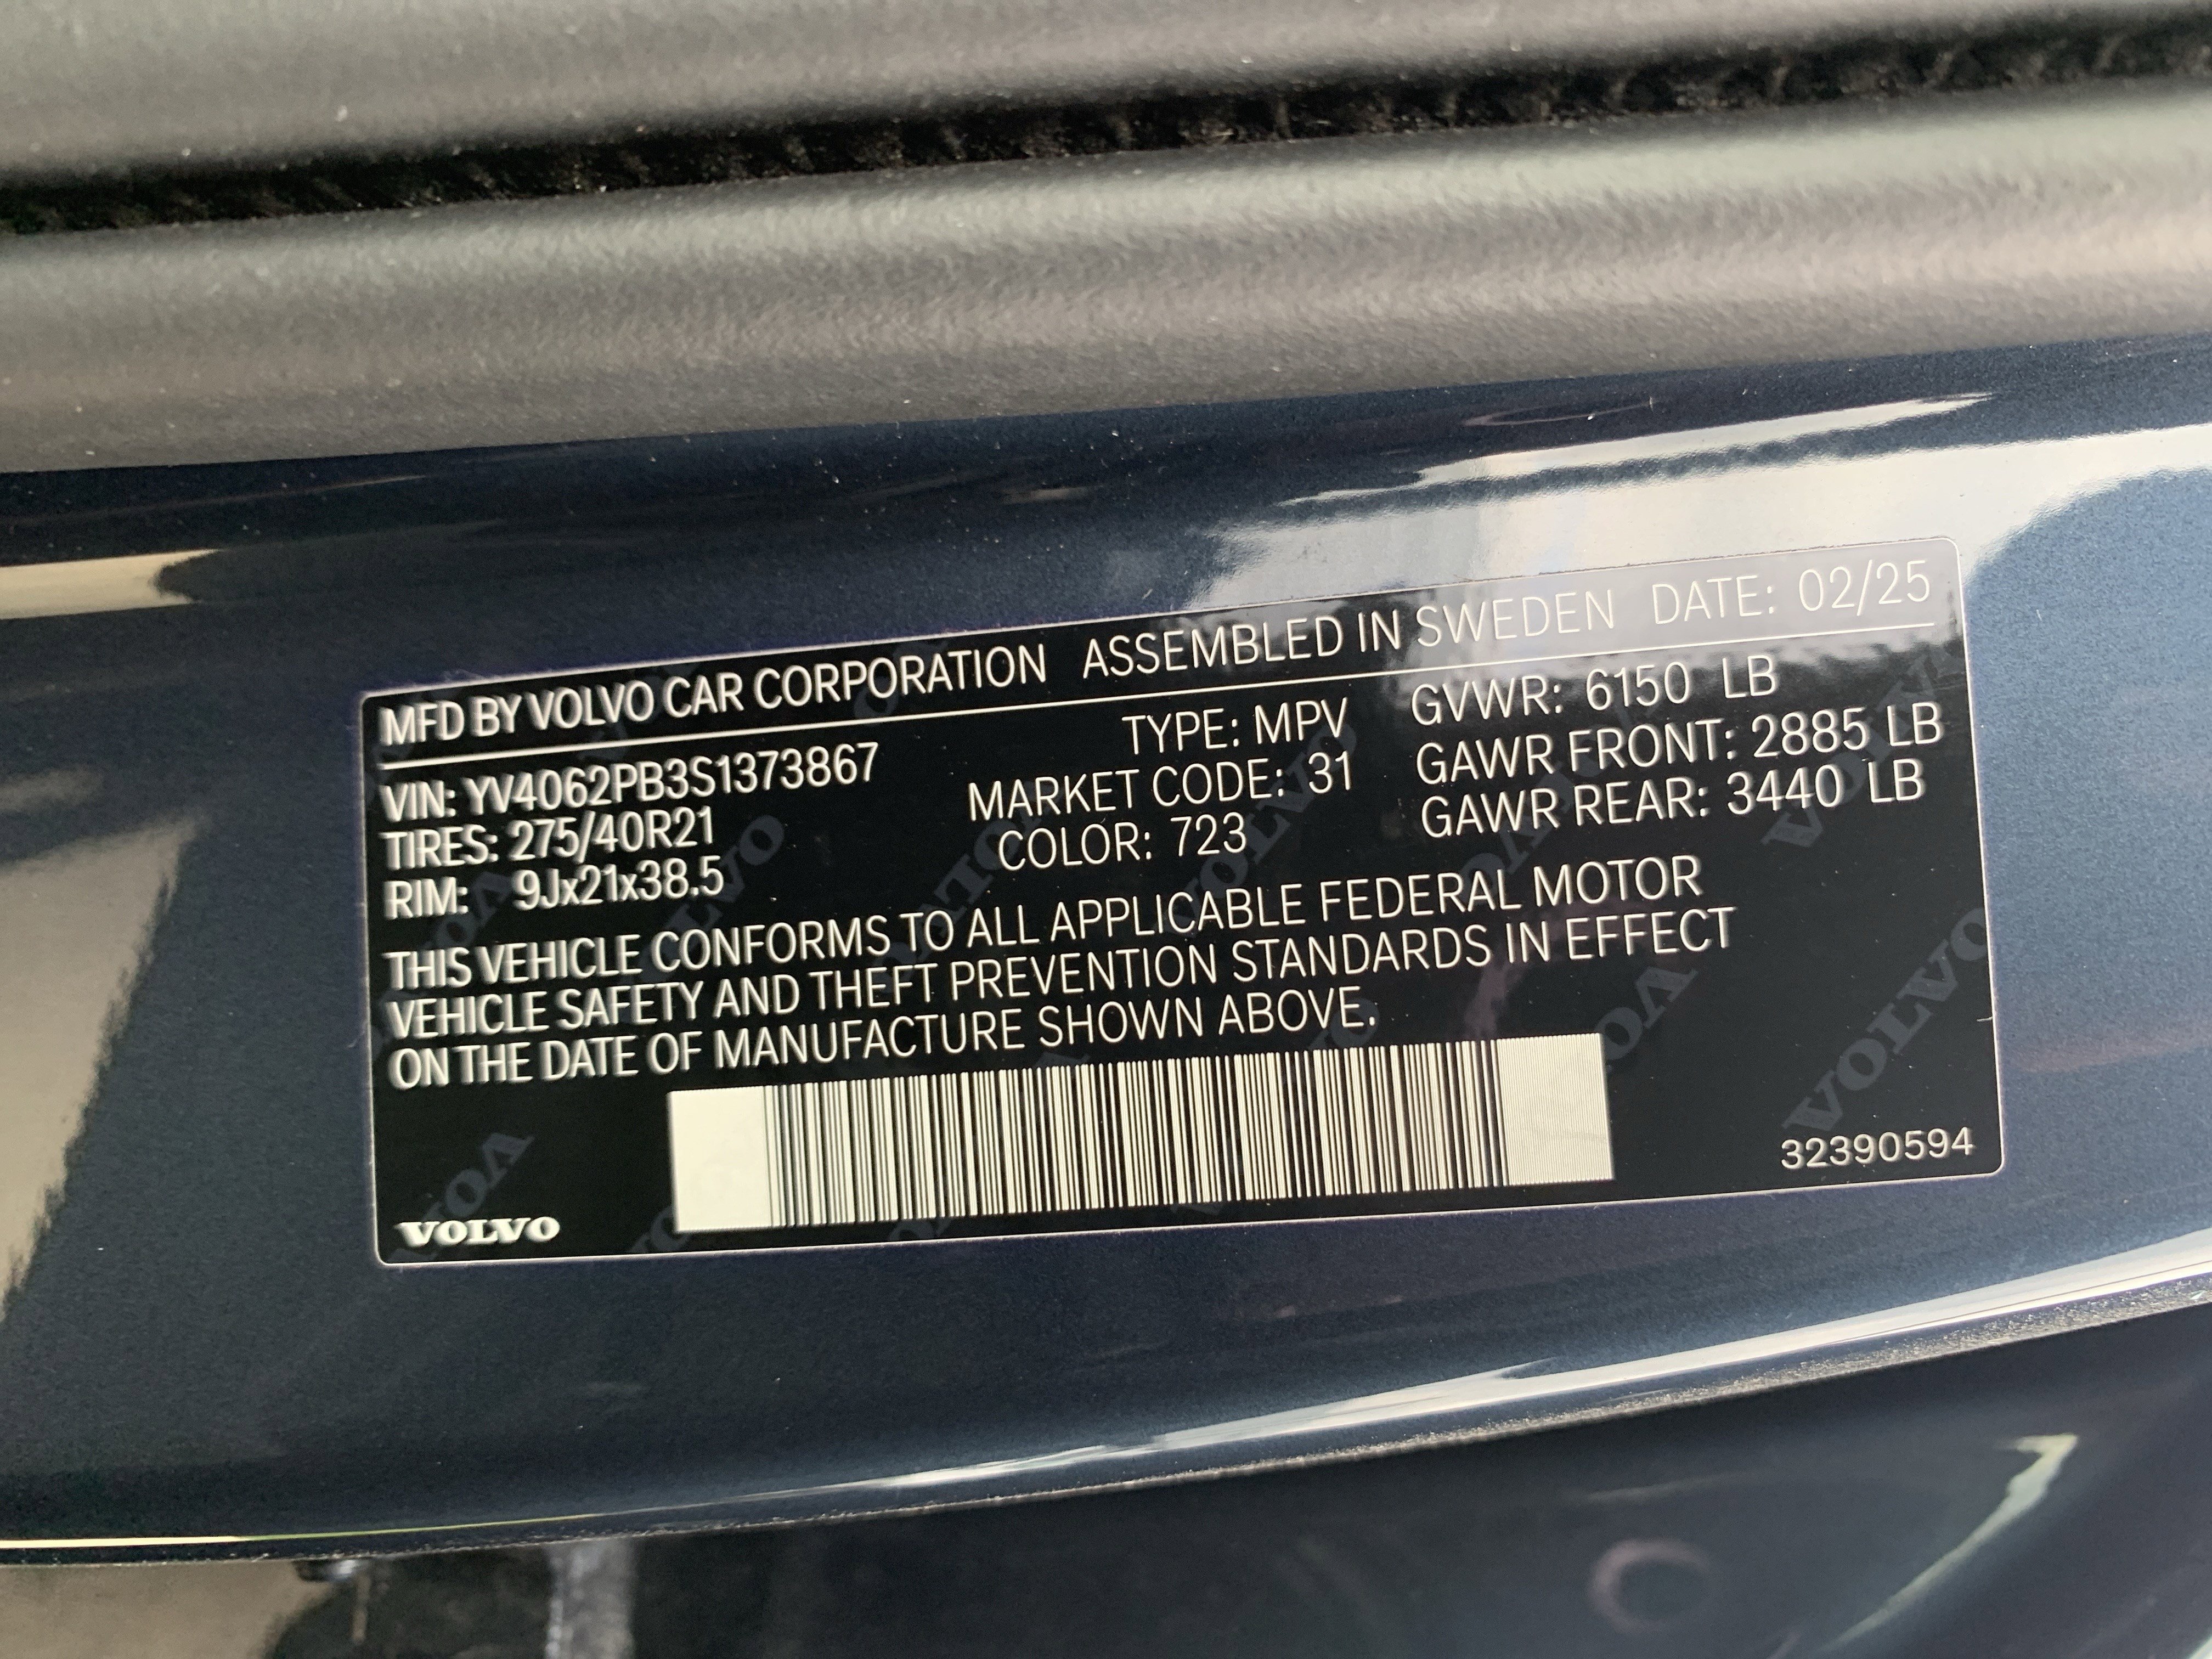 MFD BY VOLVO CAR CORPORATION ASSEMBLED IN SWEDEN DATE: 02/25
VIN: YV4062PB3S1373867 TYPE: MPV GVWR: 6150 LB
TIRES: 275/40R21 MARKET CODE: 31 GAWR FRONT: 2885 LB
RIM: 9Jx21x38.5 COLOR: 723 GAWR REAR: 3440 LB
THIS VEHICLE CONFORMS TO ALL APPLICABLE FEDERAL MOTOR
VEHICLE SAFETY AND THEFT PREVENTION STANDARDS IN EFFECT
ON THE DATE OF MANUFACTURE SHOWN ABOVE.
VOLVO 32390594